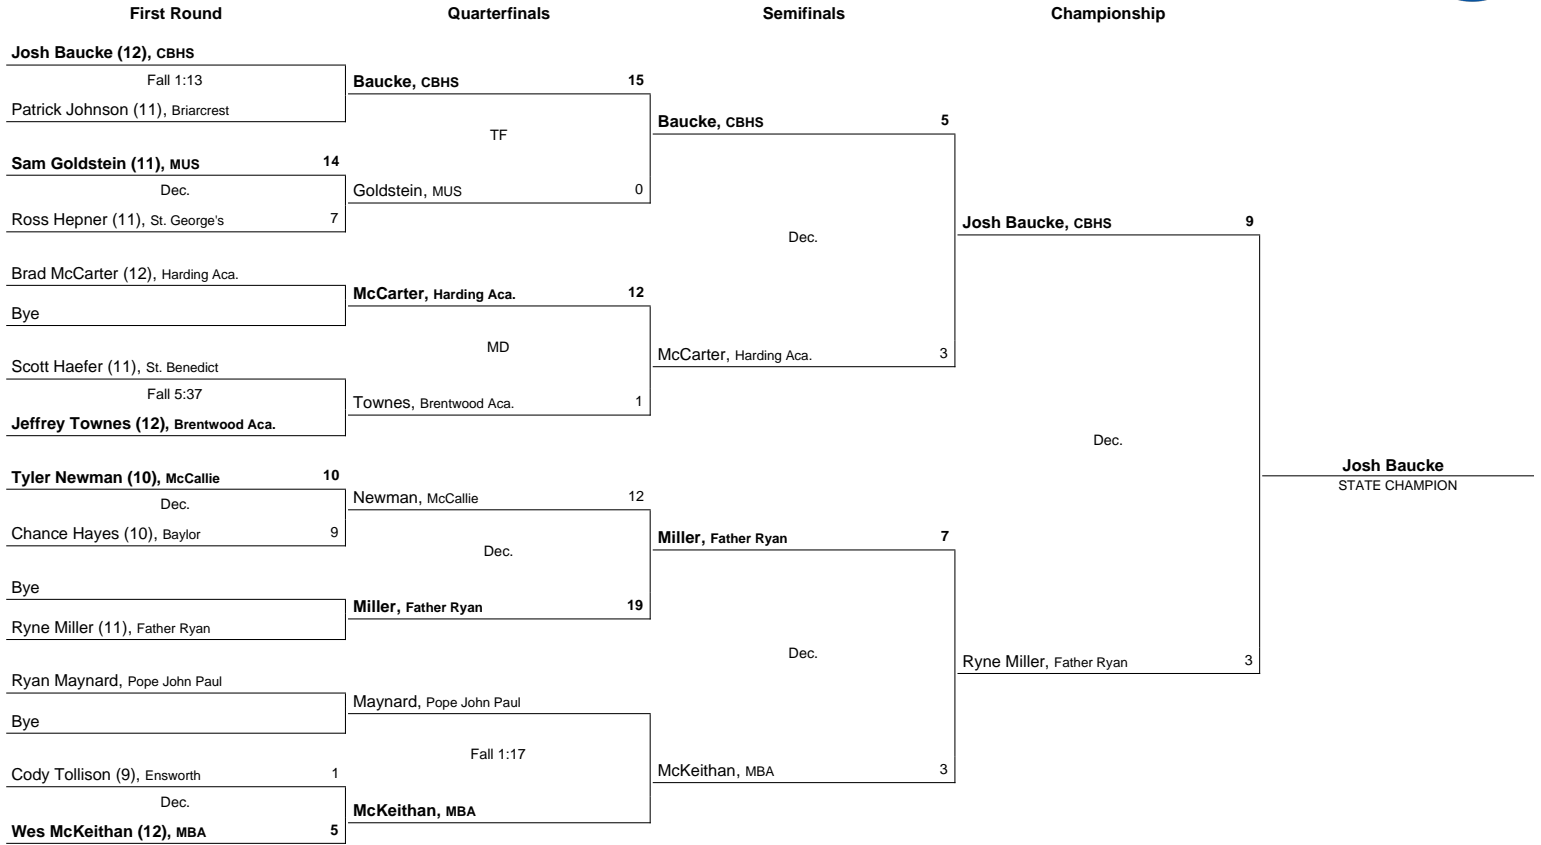 First Round Quarterfinals Semifinals Championship
Josh Baucke (12), CBHS
Fall 1:13
Patrick Johnson (11), Briarcrest
Sam Goldstein (11), MUS 14
Dec.
Ross Hepner (11), St. George's 7
Brad McCarter (12), Harding Aca.
Bye
Scott Haefer (11), St. Benedict
Fall 5:37
Jeffrey Townes (12), Brentwood Aca.
Tyler Newman (10), McCallie 10
Dec.
Chance Hayes (10), Baylor 9
Bye
Ryne Miller (11), Father Ryan
Ryan Maynard, Pope John Paul
Bye
Cody Tollison (9), Ensworth 1
Dec.
Wes McKeithan (12), MBA 5
Baucke, CBHS 15
TF
Goldstein, MUS 0
McCarter, Harding Aca. 12
MD
Townes, Brentwood Aca. 1
Newman, McCallie 12
Dec.
Miller, Father Ryan 19
Maynard, Pope John Paul
Fall 1:17
McKeithan, MBA
Baucke, CBHS 5
Dec.
McCarter, Harding Aca. 3
Miller, Father Ryan 7
Dec.
McKeithan, MBA 3
Josh Baucke, CBHS 9
Dec.
Ryne Miller, Father Ryan 3
Josh Baucke
STATE CHAMPION